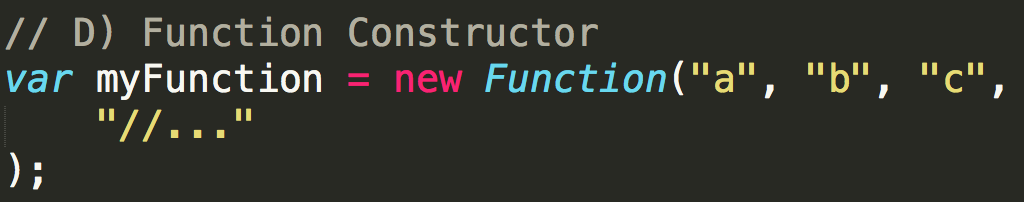 // D) Function Constructor
var myFunction = new Function("a", "b", "c",
    "//..."
);